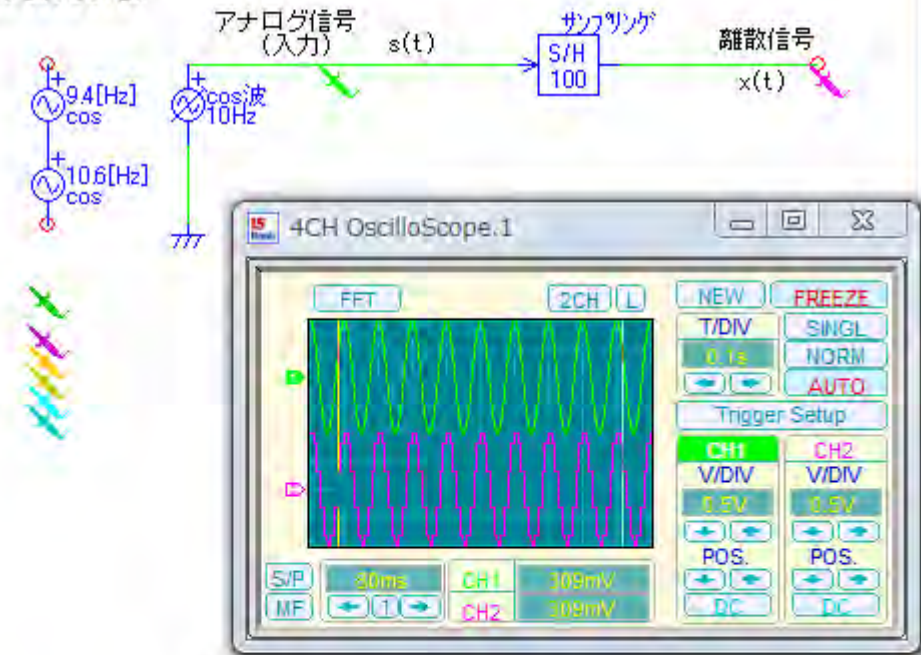 アナログ信号
(入力)
s(t)
サンプリング
S/H
100
離散信号
x(t)
+
9.4[Hz]
cos
+
10.6[Hz]
cos
+
cos波
10Hz
4CH OscilloScope.1
FFT
2CH
L
NEW
FREEZE
T/DIV
0.1s
SINGL
NORM
AUTO
Trigger Setup
CH1
CH2
V/DIV
V/DIV
0.5V
0.5V
POS.
POS.
DC
DC
S/P
MF
1
CH1
309mV
CH2
309mV